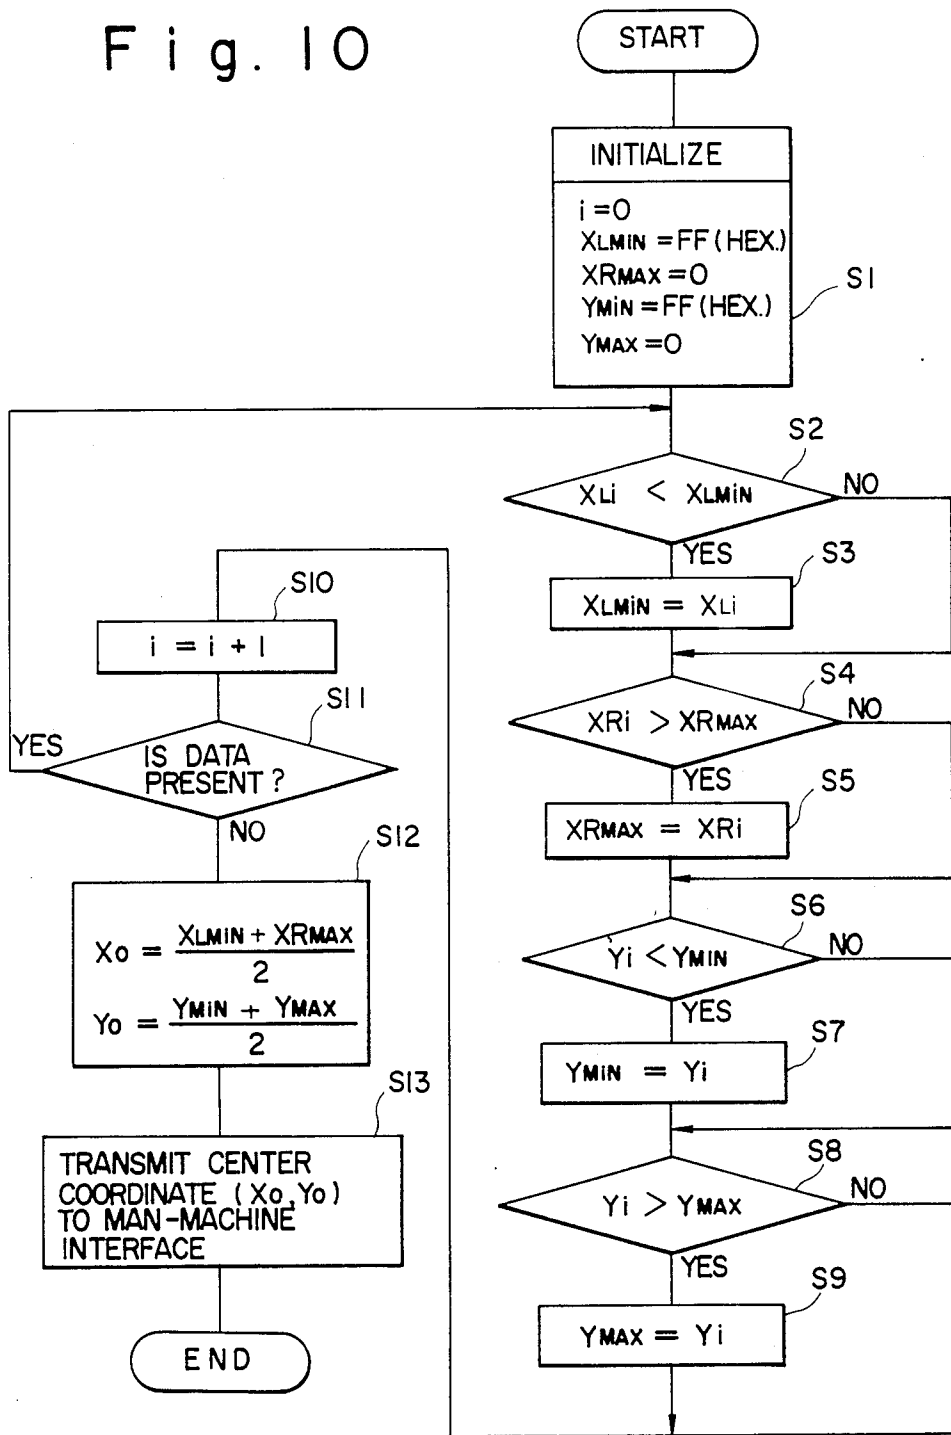 Fig. 10
START
INITIALIZE
i=0
XLMIN=FF(HEX.)
XRMAX=0
YMIN=FF(HEX.)
YMAX=0
S1
S2
XLi < XLMIN
NO
YES
S3
XLMIN = XLi
S4
XRi > XRMAX
NO
YES
S5
XRMAX = XRi
S6
Yi < YMIN
NO
YES
S7
YMIN = Yi
S8
Yi > YMAX
NO
YES
S9
YMAX = Yi
S10
i = i + 1
S11
YES
IS DATA
PRESENT ?
NO
S12
Xo = XLMIN + XRMAX
2
Yo = YMIN + YMAX
2
S13
TRANSMIT CENTER
COORDINATE (Xo,Yo)
TO MAN-MACHINE
INTERFACE
END